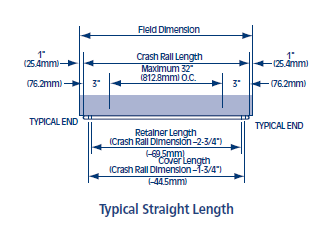 Field Dimension
1"
(25.4mm)
Crash Rail Length
1"
(25.4mm)
Maximum 32"
(812.8mm) O.C.
(76.2mm)
3"
3"
(76.2mm)
TYPICAL END
TYPICAL END
Retainer Length
(Crash Rail Dimension -2-3/4")
(-69.5mm)
Cover Length
(Crash Rail Dimension -1-3/4")
(-44.5mm)
Typical Straight Length